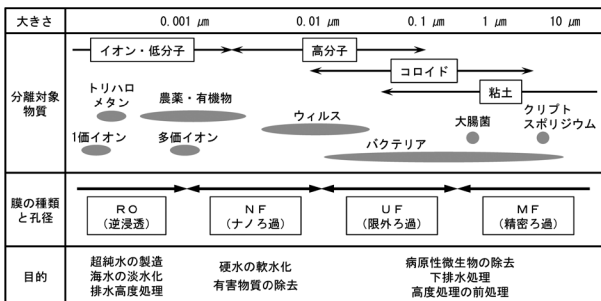 大きさ 0.001 μm 0.01 μm 0.1 μm 1 μm 10 μm
分離対象
物質
イオン・低分子
高分子
コロイド
粘土
トリハロ
メタン
農薬・有機物
ウィルス
大腸菌
クリプト
スポリジウム
1価イオン
多価イオン
バクテリア
膜の種類
と孔径
RO
(逆浸透)
NF
(ナノろ過)
UF
(限外ろ過)
MF
(精密ろ過)
目的
超純水の製造
海水の淡水化
排水高度処理
硬水の軟水化
有害物質の除去
病原性微生物の除去
下排水処理
高度処理の前処理